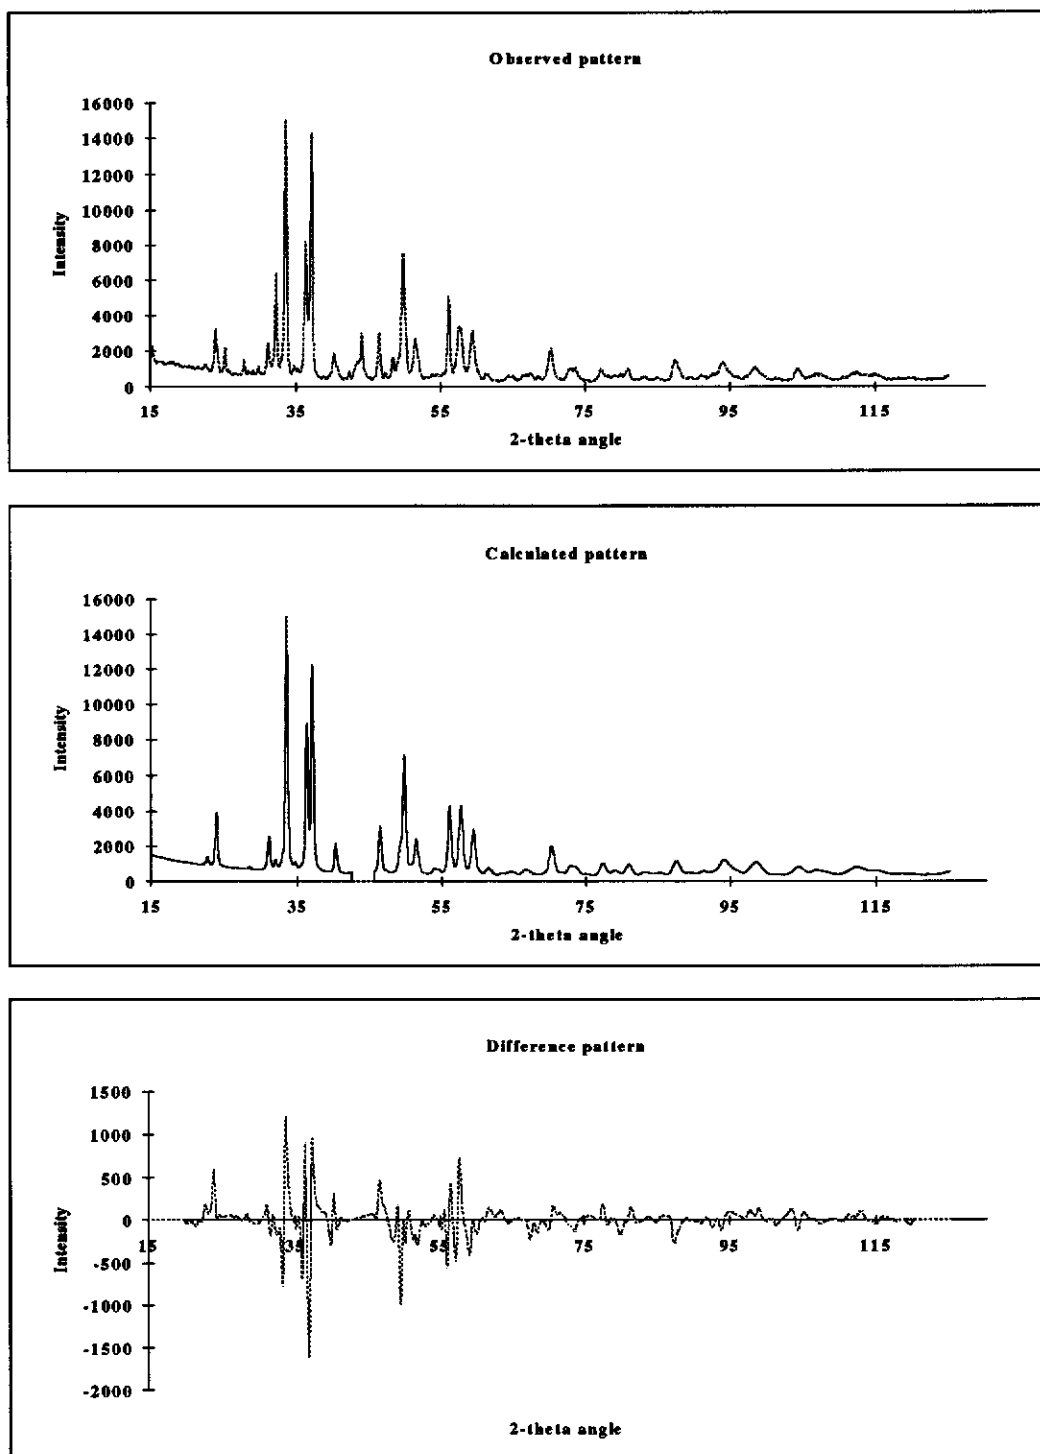 Observed pattern
16000
14000
12000
10000
8000
6000
4000
2000
0
Intensity
15 35 55 75 95 115
2-theta angle
Calculated pattern
16000
14000
12000
10000
8000
6000
4000
2000
0
Intensity
15 35 55 75 95 115
2-theta angle
Difference pattern
1500
1000
500
0
-500
-1000
-1500
-2000
Intensity
15 35 55 75 95 115
2-theta angle